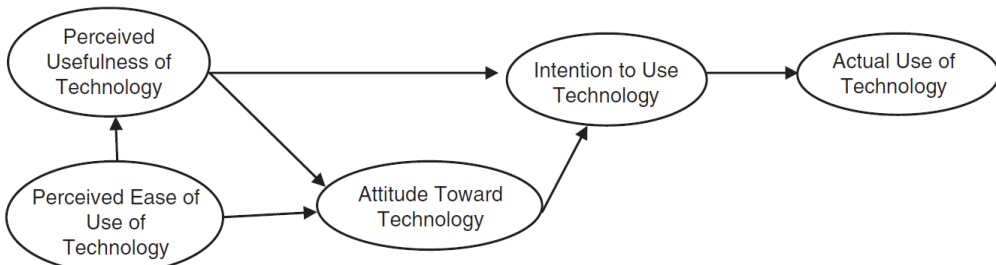 Perceived
Usefulness of
Technology
Intention to Use
Technology
Actual Use of
Technology
Perceived Ease of
Use of
Technology
Attitude Toward
Technology